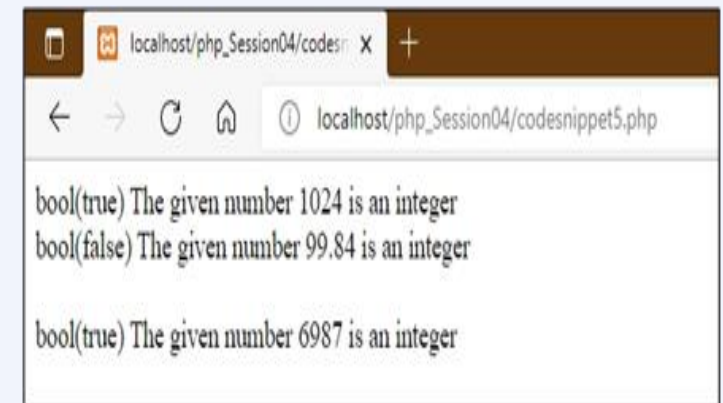 localhost/php_Session04/codesn
localhost/php_Session04/codesnippet5.php
bool(true) The given number 1024 is an integer
bool(false) The given number 99.84 is an integer
bool(true) The given number 6987 is an integer